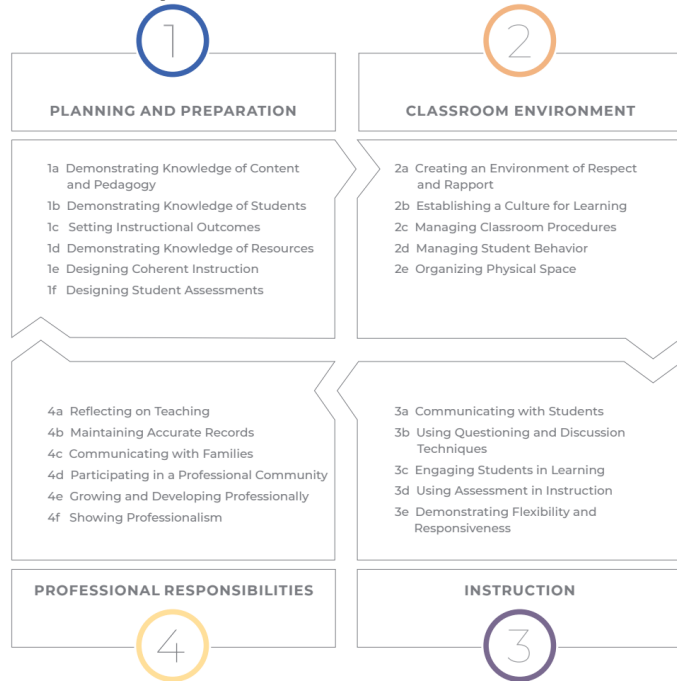 1
PLANNING AND PREPARATION
1a Demonstrating Knowledge of Content
and Pedagogy
1b Demonstrating Knowledge of Students
1c Setting Instructional Outcomes
1d Demonstrating Knowledge of Resources
1e Designing Coherent Instruction
1f Designing Student Assessments
2
CLASSROOM ENVIRONMENT
2a Creating an Environment of Respect
and Rapport
2b Establishing a Culture for Learning
2c Managing Classroom Procedures
2d Managing Student Behavior
2e Organizing Physical Space
3a Communicating with Students
3b Using Questioning and Discussion
Techniques
3c Engaging Students in Learning
3d Using Assessment in Instruction
3e Demonstrating Flexibility and
Responsiveness
INSTRUCTION
3
4a Reflecting on Teaching
4b Maintaining Accurate Records
4c Communicating with Families
4d Participating in a Professional Community
4e Growing and Developing Professionally
4f Showing Professionalism
PROFESSIONAL RESPONSIBILITIES
4